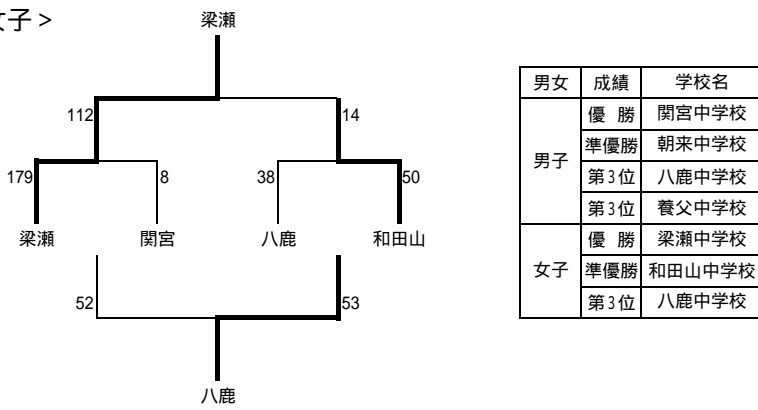 女子>
梁瀬
112
14
179
8
38
50
梁瀬
関宮
八鹿
和田山
52
53
八鹿
男女 成績 学校名
男子
優 勝 関宮中学校
準優勝 朝来中学校
第3位 八鹿中学校
第3位 養父中学校
女子
優 勝 梁瀬中学校
準優勝 和田山中学校
第3位 八鹿中学校